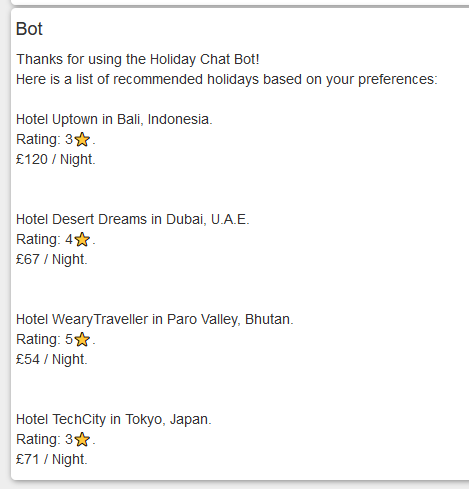 Bot
Thanks for using the Holiday Chat Bot!
Here is a list of recommended holidays based on your preferences:
Hotel Uptown in Bali, Indonesia.
Rating: 3⭐.
£120 / Night.
Hotel Desert Dreams in Dubai, U.A.E.
Rating: 4⭐.
£67 / Night.
Hotel WearyTraveller in Paro Valley, Bhutan.
Rating: 5⭐.
£54 / Night.
Hotel TechCity in Tokyo, Japan.
Rating: 3⭐.
£71 / Night.